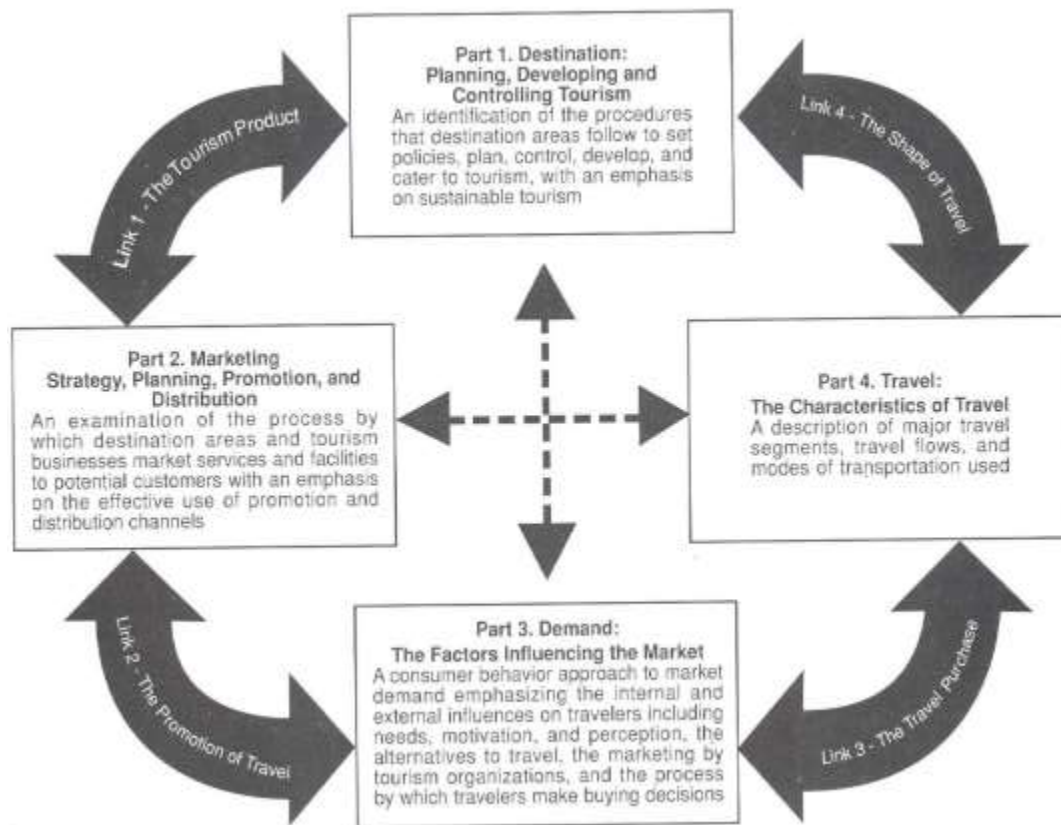 Part 1. Destination:
Planning, Developing and
Controlling Tourism
An identification of the procedures
that destination areas follow to set
policies, plan, control, develop, and
cater to tourism, with an emphasis
on sustainable tourism
Link 1 - The Tourism Product
Link 4 - The Shape of Travel
Part 2. Marketing
Strategy, Planning, Promotion, and
Distribution
An examination of the process by
which destination areas and tourism
businesses market services and facilities
to potential customers with an emphasis
on the effective use of promotion and
distribution channels
Part 4. Travel:
The Characteristics of Travel
A description of major travel
segments, travel flows, and
modes of transportation used
Link 2 - The Promotion of Travel
Link 3 - The Travel Purchase
Part 3. Demand:
The Factors Influencing the Market
A consumer behavior approach to market
demand emphasizing the internal and
external influences on travelers including
needs, motivation, and perception, the
alternatives to travel, the marketing by
tourism organizations, and the process
by which travelers make buying decisions